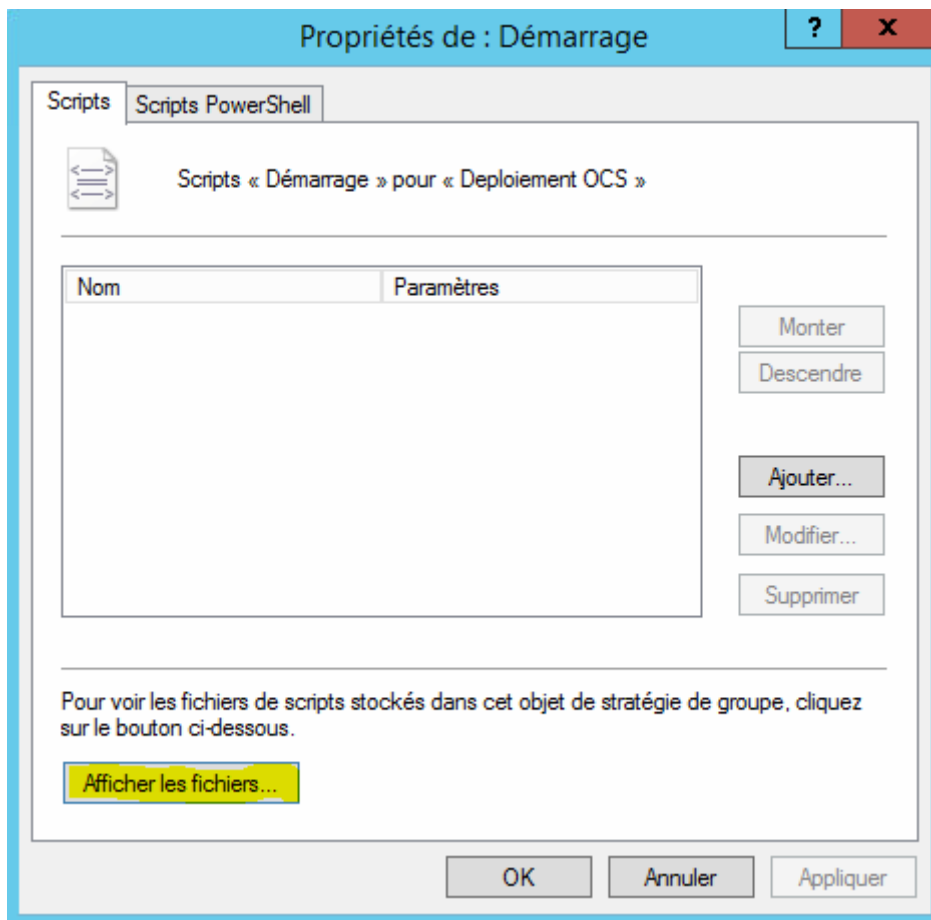 Propriétés de : Démarrage
? x
Scripts Scripts PowerShell
Scripts « Démarrage » pour « Deploiement OCS »
Nom Paramètres
Monter
Descendre
Ajouter...
Modifier...
Supprimer
Pour voir les fichiers de scripts stockés dans cet objet de stratégie de groupe, cliquez
sur le bouton ci-dessous.
Afficher les fichiers...
OK Annuler Appliquer